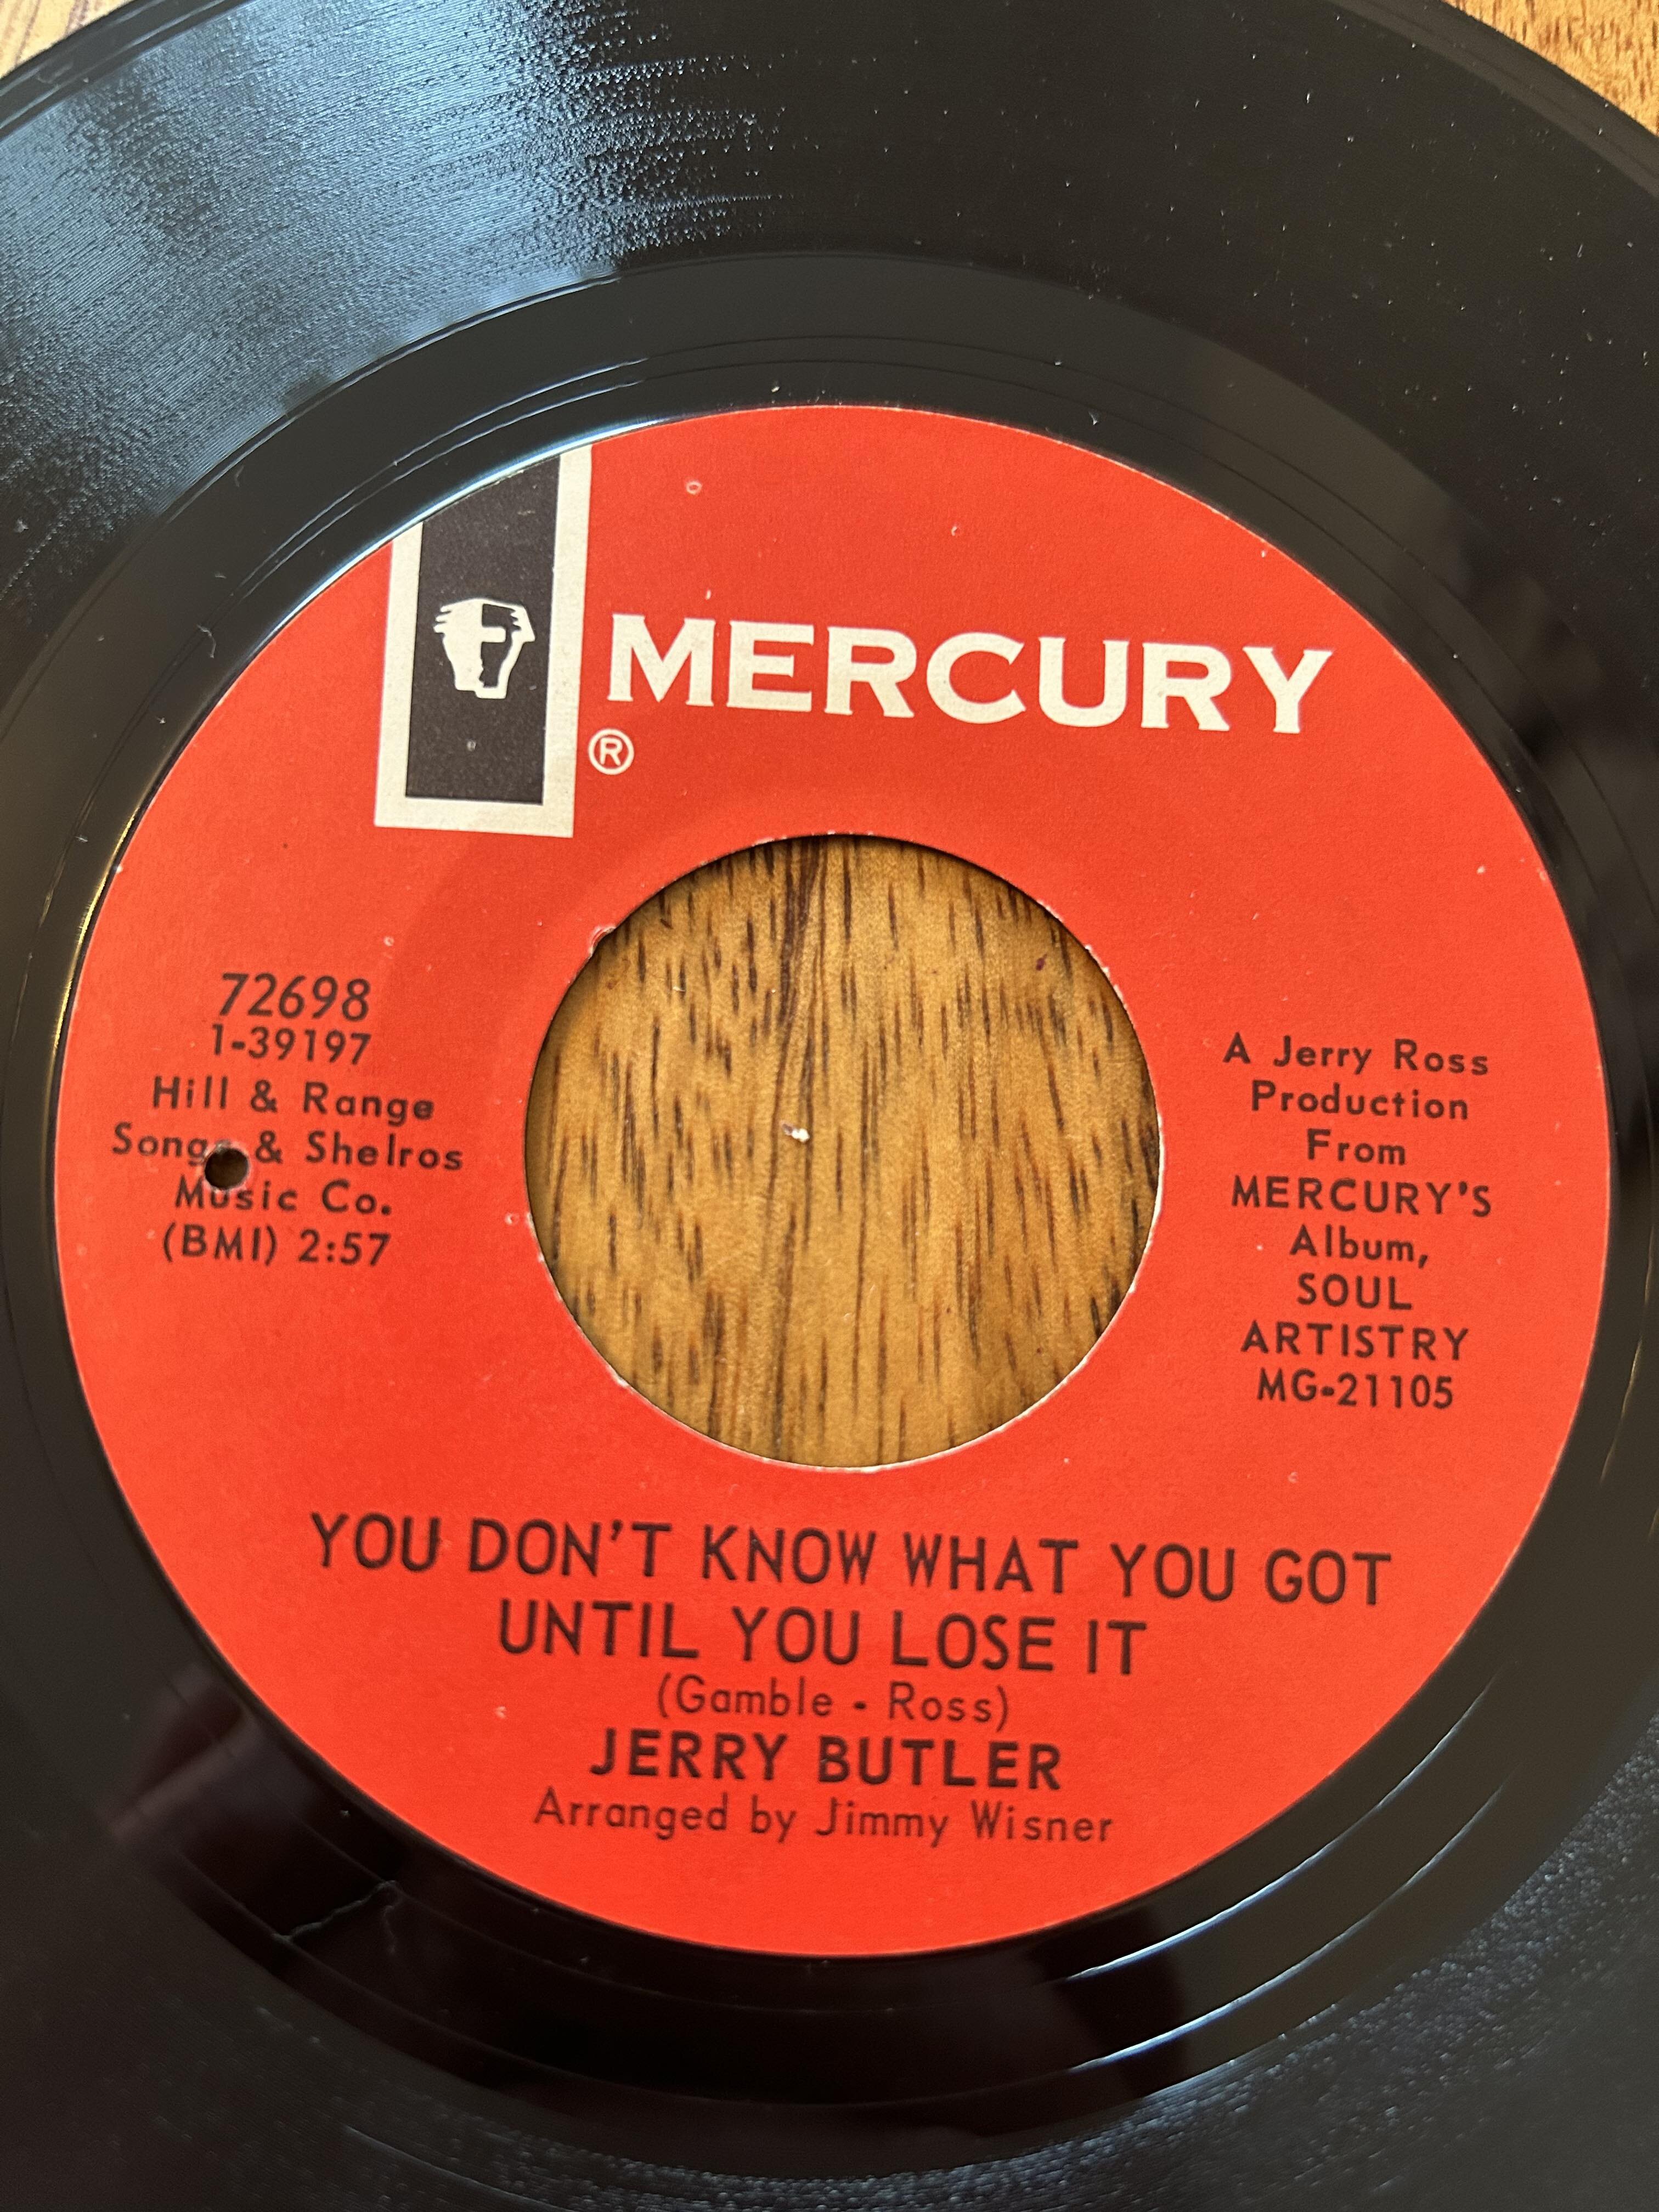 MERCURY
®
72698
1-39197
Hill & Range
Songs & Shelros
Music Co.
(BMI) 2:57
A Jerry Ross
Production
From
MERCURY'S
Album,
SOUL
ARTISTRY
MG-21105
YOU DON'T KNOW WHAT YOU GOT
UNTIL YOU LOSE IT
(Gamble - Ross)
JERRY BUTLER
Arranged by Jimmy Wisner